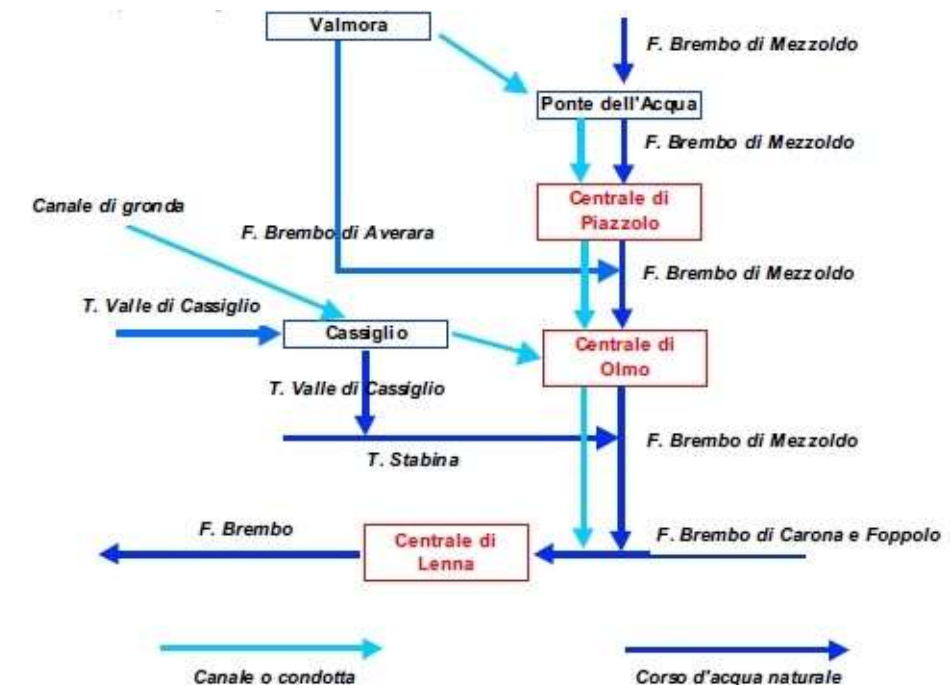 Valmora
F. Brembo di Mezzoldo
Ponte dell'Acqua
F. Brembo di Mezzoldo
Centrale di
Piazzolo
Canale di gronda
F. Brembo di Averara
F. Brembo di Mezzoldo
T. Valle di Cassiglio
Cassiglio
Centrale di
Olmo
T. Valle di Cassiglio
F. Brembo di Mezzoldo
T. Stabina
F. Brembo
Centrale di
Lenna
F. Brembo di Carona e Foppolo
Canale o condotta
Corso d'acqua naturale